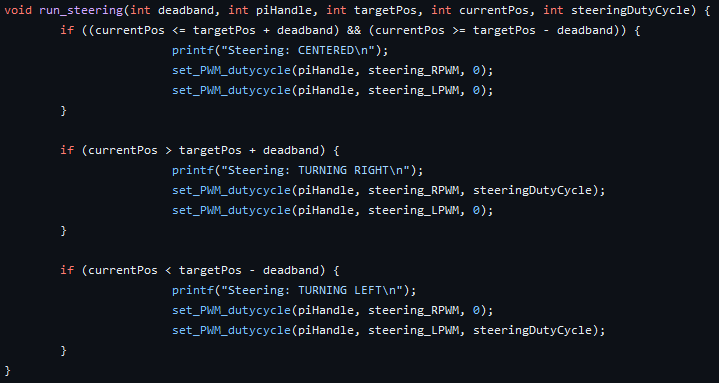 void run_steering(int deadband, int piHandle, int targetPos, int currentPos, int steeringDutyCycle) {
        if ((currentPos <= targetPos + deadband) && (currentPos >= targetPos - deadband)) {
                printf("Steering: CENTERED\n");
                set_PWM_dutycycle(piHandle, steering_RPWM, 0);
                set_PWM_dutycycle(piHandle, steering_LPWM, 0);
        }

        if (currentPos > targetPos + deadband) {
                printf("Steering: TURNING RIGHT\n");
                set_PWM_dutycycle(piHandle, steering_RPWM, steeringDutyCycle);
                set_PWM_dutycycle(piHandle, steering_LPWM, 0);
        }

        if (currentPos < targetPos - deadband) {
                printf("Steering: TURNING LEFT\n");
                set_PWM_dutycycle(piHandle, steering_RPWM, 0);
                set_PWM_dutycycle(piHandle, steering_LPWM, steeringDutyCycle);
        }
}